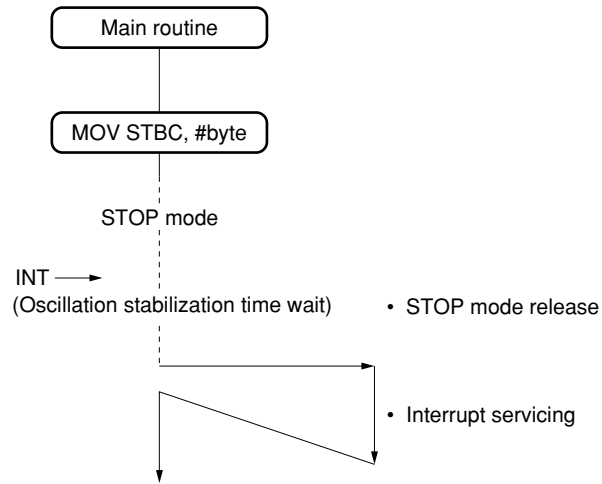 Main routine
MOV STBC, #byte
STOP mode
INT
(Oscillation stabilization time wait)
• STOP mode release
• Interrupt servicing